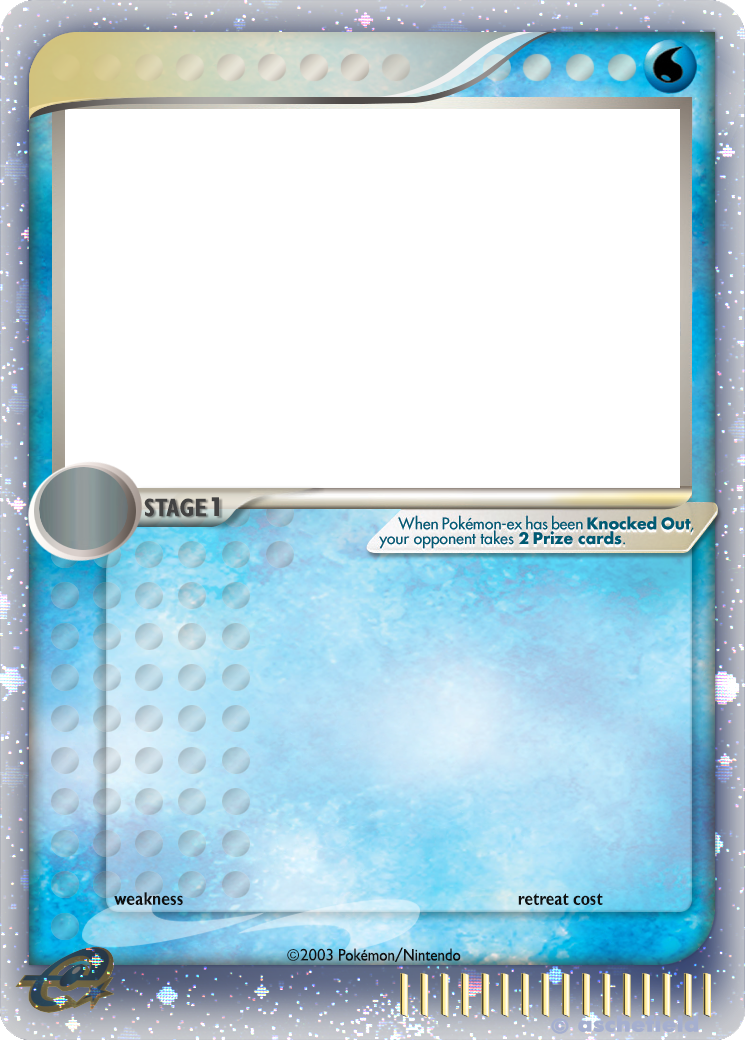 STAGE 1
When Pokémon-ex has been Knocked Out,
your opponent takes 2 Prize cards.
weakness
retreat cost
©2003 Pokémon/Nintendo